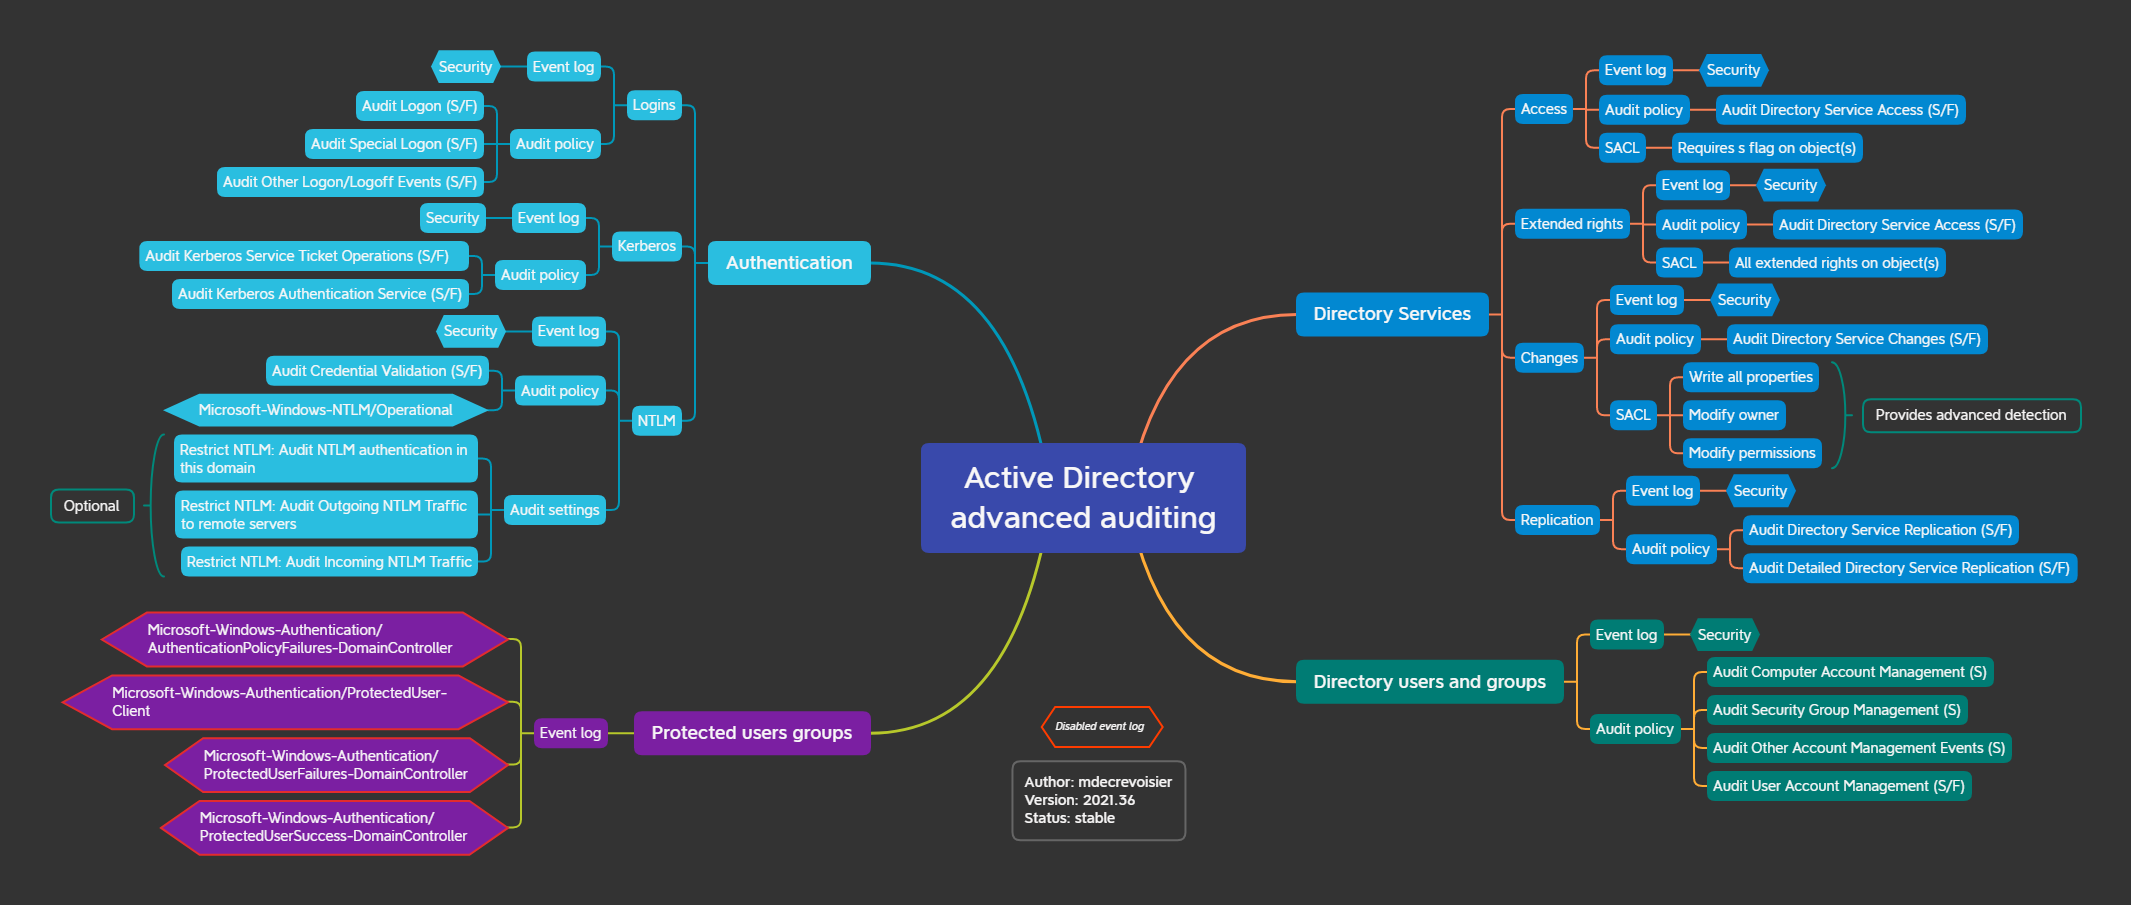 Security
Event log
Logins
Audit Logon (S/F)
Audit Special Logon (S/F)
Audit policy
Audit Other Logon/Logoff Events (S/F)
Security
Event log
Kerberos
Audit Kerberos Service Ticket Operations (S/F)
Audit policy
Audit Kerberos Authentication Service (S/F)
Authentication
Security
Event log
Audit Credential Validation (S/F)
Audit policy
Microsoft-Windows-NTLM/Operational
NTLM
Restrict NTLM: Audit NTLM authentication in
this domain
Optional
Restrict NTLM: Audit Outgoing NTLM Traffic
to remote servers
Audit settings
Restrict NTLM: Audit Incoming NTLM Traffic
Microsoft-Windows-Authentication/
AuthenticationPolicyFailures-DomainController
Microsoft-Windows-Authentication/ProtectedUser-
Client
Event log
Protected users groups
Microsoft-Windows-Authentication/
ProtectedUserFailures-DomainController
Microsoft-Windows-Authentication/
ProtectedUserSuccess-DomainController
Active Directory
advanced auditing
Disabled event log
Author: mdecrevoisier
Version: 2021.36
Status: stable
Directory Services
Access
Event log
Security
Audit policy
Audit Directory Service Access (S/F)
SACL
Requires s flag on object(s)
Extended rights
Event log
Security
Audit policy
Audit Directory Service Access (S/F)
SACL
All extended rights on object(s)
Changes
Event log
Security
Audit policy
Audit Directory Service Changes (S/F)
SACL
Write all properties
Modify owner
Modify permissions
Provides advanced detection
Replication
Event log
Security
Audit policy
Audit Directory Service Replication (S/F)
Audit Detailed Directory Service Replication (S/F)
Directory users and groups
Event log
Security
Audit policy
Audit Computer Account Management (S)
Audit Security Group Management (S)
Audit Other Account Management Events (S)
Audit User Account Management (S/F)